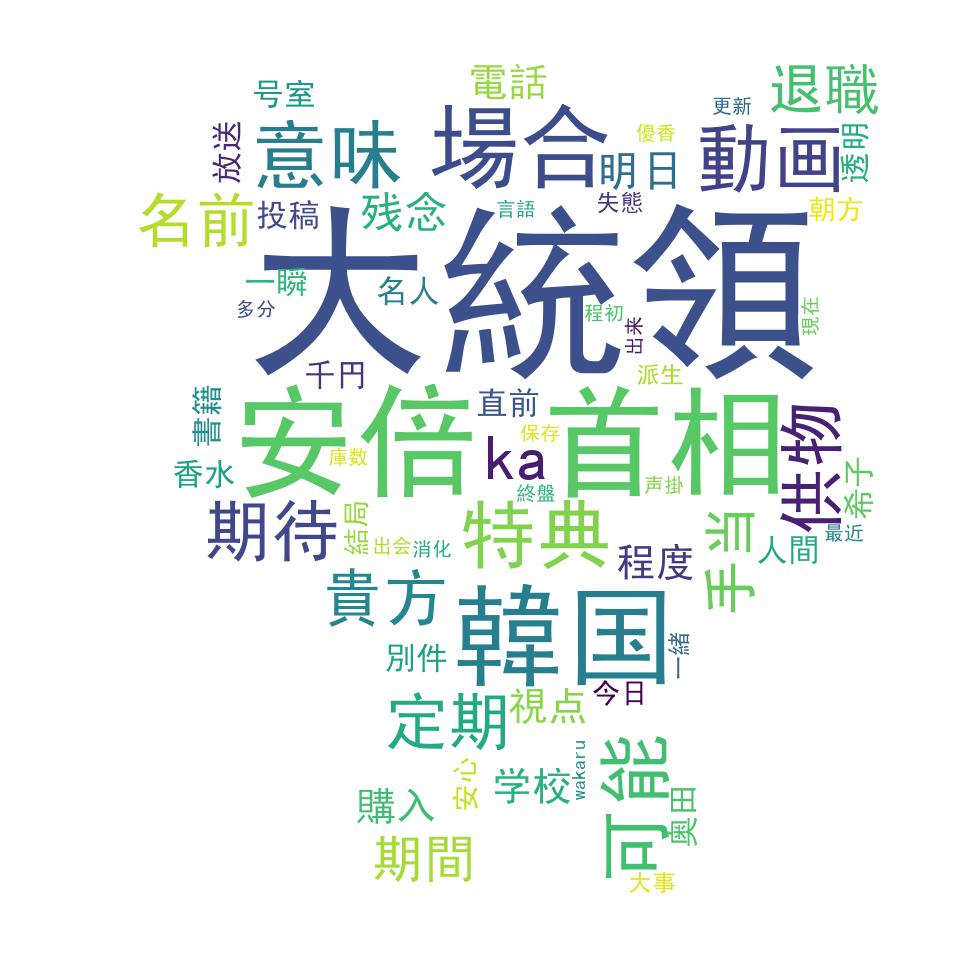 電話
退職
号室
更新
放送
意味
場合
優香
動画
透明
明日
名前
投稿
残念
言語
失態
朝方
大統領
一瞬
名人
多分
程初
出来
現在
千円
派生
書籍
安倍
直前
首相
供物
香水
庫数
ka
保存
声掛
希子
終盤
期待
結局
出会
消化
特典
程度
手当
人間
最近
貴方
韓国
別件
一緒
今日
定期
視点
可能
学校
wakaru
安心
購入
奥田
期間
大事